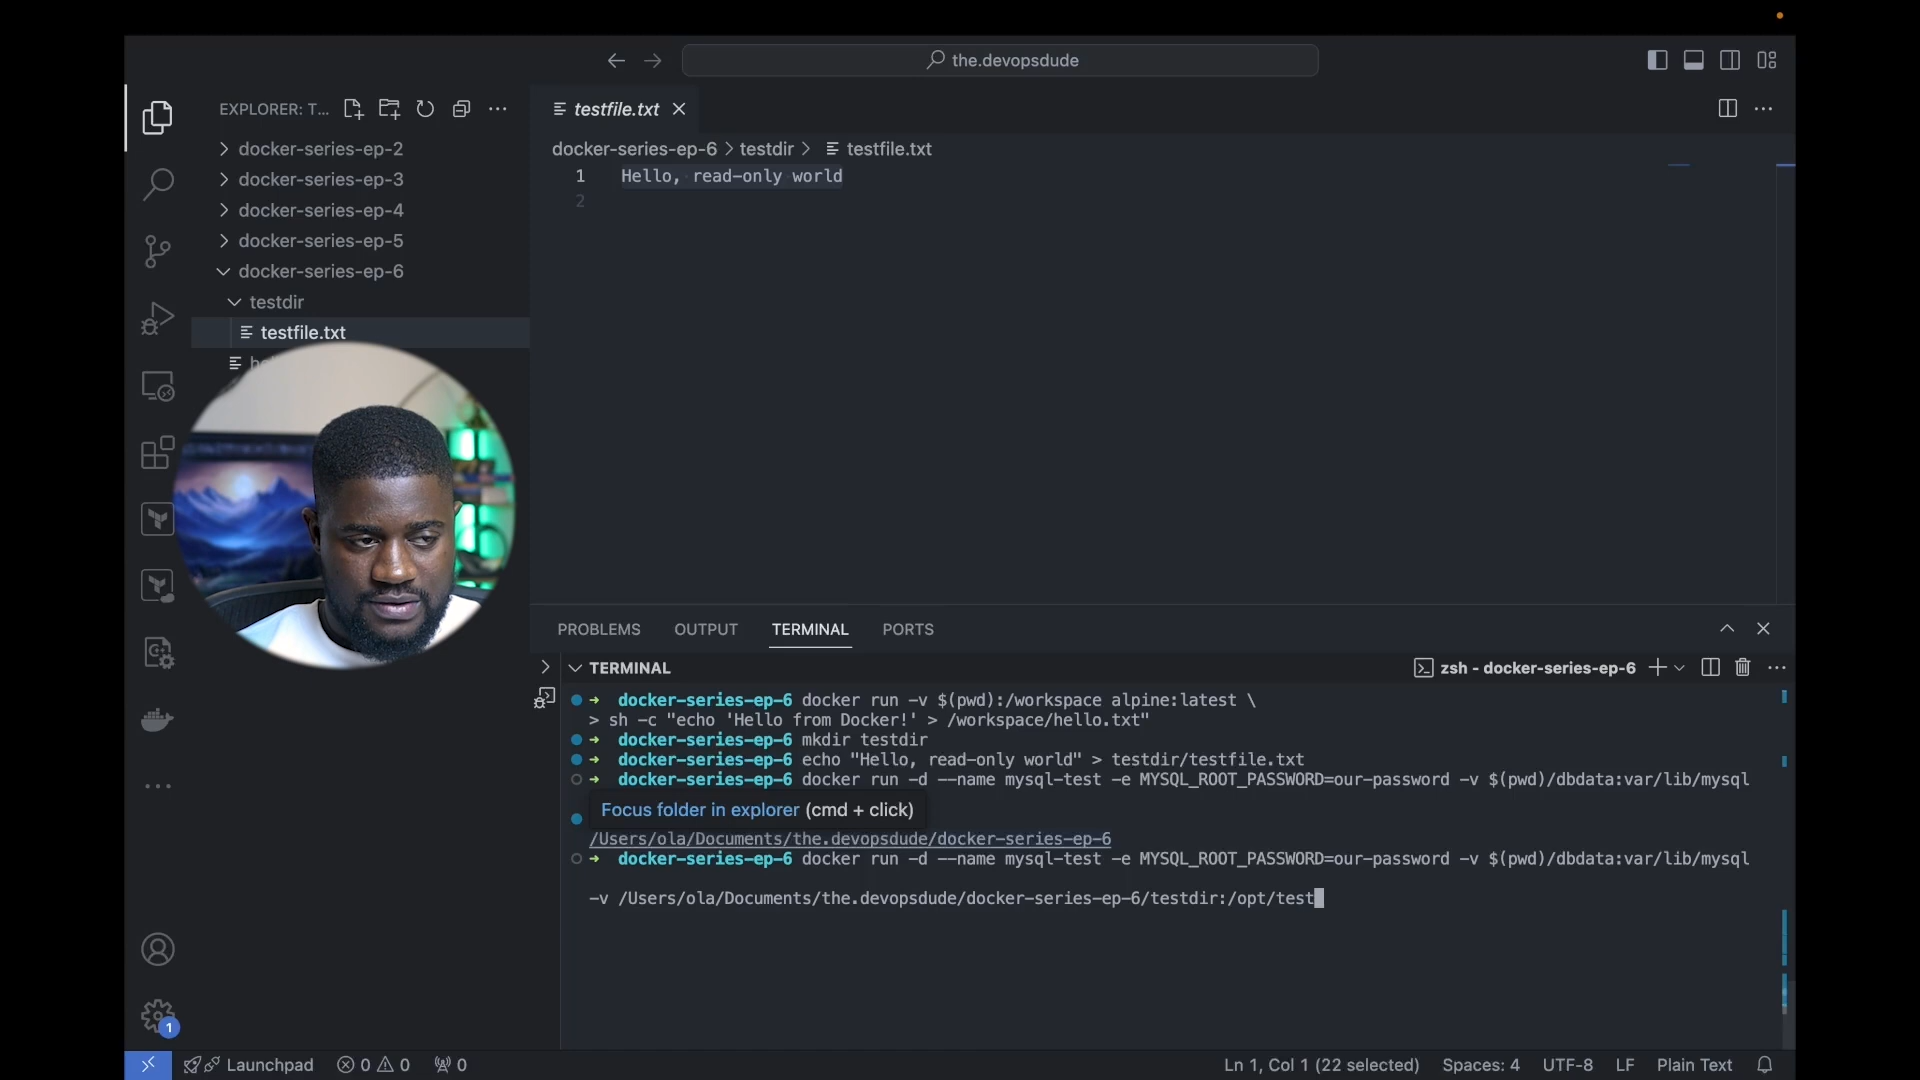 the.devopsdude
EXPLORER: T...
testfile.txt
docker-series-ep-2
docker-series-ep-6 > testdir > testfile.txt
docker-series-ep-3
1 Hello, read-only world
docker-series-ep-4
2
docker-series-ep-5
docker-series-ep-6
testdir
testfile.txt
PROBLEMS OUTPUT TERMINAL PORTS
TERMINAL
zsh - docker-series-ep-6
→ docker-series-ep-6 docker run -v $(pwd):/workspace alpine:latest \
> sh -c "echo 'Hello from Docker!' > /workspace/hello.txt"
→ docker-series-ep-6 mkdir testdir
→ docker-series-ep-6 echo "Hello, read-only world" > testdir/testfile.txt
→ docker-series-ep-6 docker run -d --name mysql-test -e MYSQL_ROOT_PASSWORD=our-password -v $(pwd)/dbdata:var/lib/mysql
Focus folder in explorer (cmd + click)
/Users/ola/Documents/the.devopsdude/docker-series-ep-6
→ docker-series-ep-6 docker run -d --name mysql-test -e MYSQL_ROOT_PASSWORD=our-password -v $(pwd)/dbdata:var/lib/mysql
-v /Users/ola/Documents/the.devopsdude/docker-series-ep-6/testdir:/opt/test
1
Launchpad 0 0 0 Ln 1, Col 1 (22 selected) Spaces: 4 UTF-8 LF Plain Text